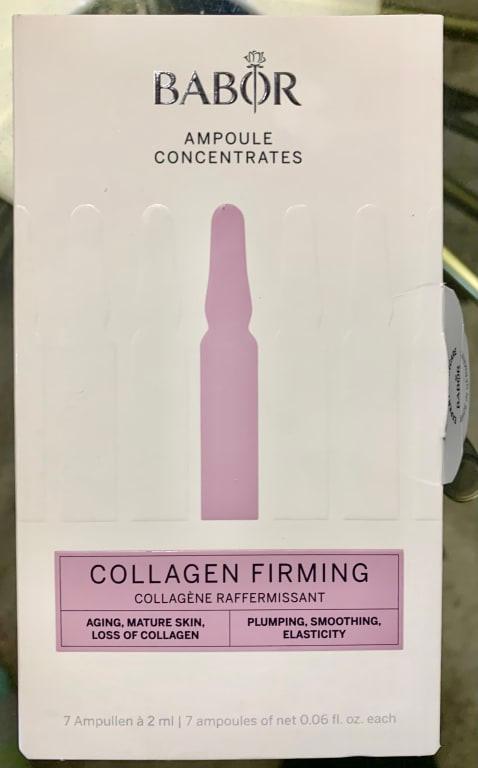 BABOR
AMPOULE
CONCENTRATES
COLLAGEN FIRMING
COLLAGÈNE RAFFERMISSANT
AGING, MATURE SKIN,
LOSS OF COLLAGEN
PLUMPING, SMOOTHING,
ELASTICITY
7 Ampullen à 2 ml | 7 ampoules of net 0.06 fl. oz. each
BABOR